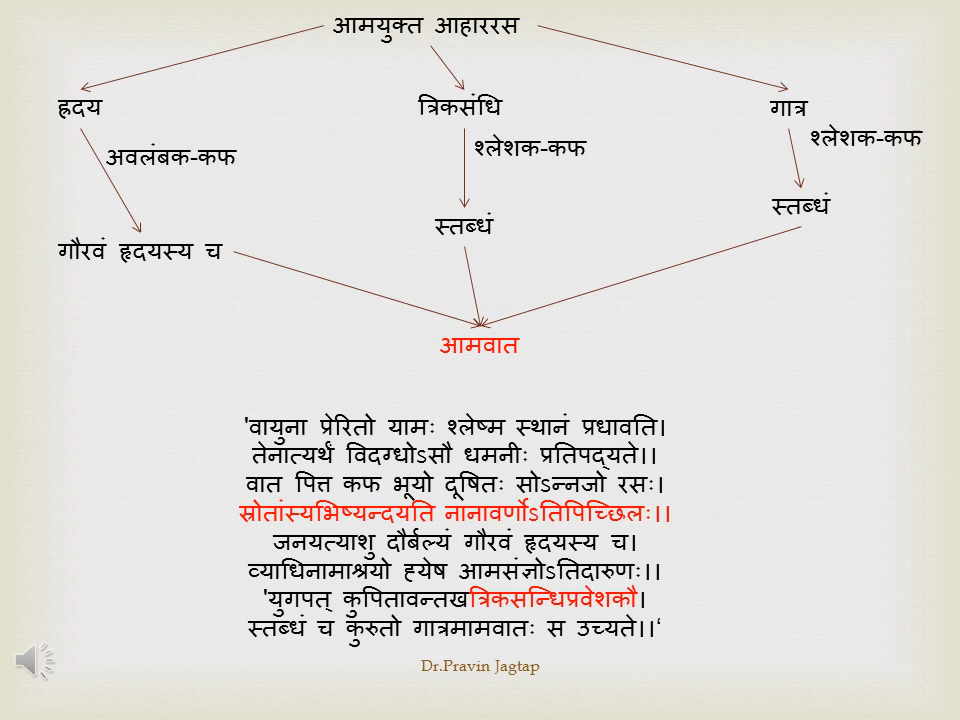 आमयुक्त आहाररस
ह्रदय
त्रिकसंधि
गात्र
अवलंबक-कफ
श्लेशक-कफ
श्लेशक-कफ
गौरवं हृदयस्य च
स्तब्धं
स्तब्धं
आमवात
'वायुना प्रेरितो यामः श्लेष्म स्थानं प्रधावति।
तेनात्यर्थं विदग्धोऽसौ धमनीः प्रतिपद्यते।।
वात पित्त कफ भूयो दूषितः सोऽन्नजो रसः।
स्रोतांस्यभिष्यन्दयति नानावर्णोऽतिपिच्छिलः।।
जनयत्याशु दौर्बल्यं गौरवं हृदयस्य च।
व्याधिनामाश्रयो ह्येष आमसंज्ञोऽतिदारुणः।।
'युगपत् कुपितावन्तखत्रिकसन्धिप्रवेशकौ।
स्तब्धं च कुरुतो गात्रमामवातः स उच्यते।।‘
Dr.Pravin Jagtap